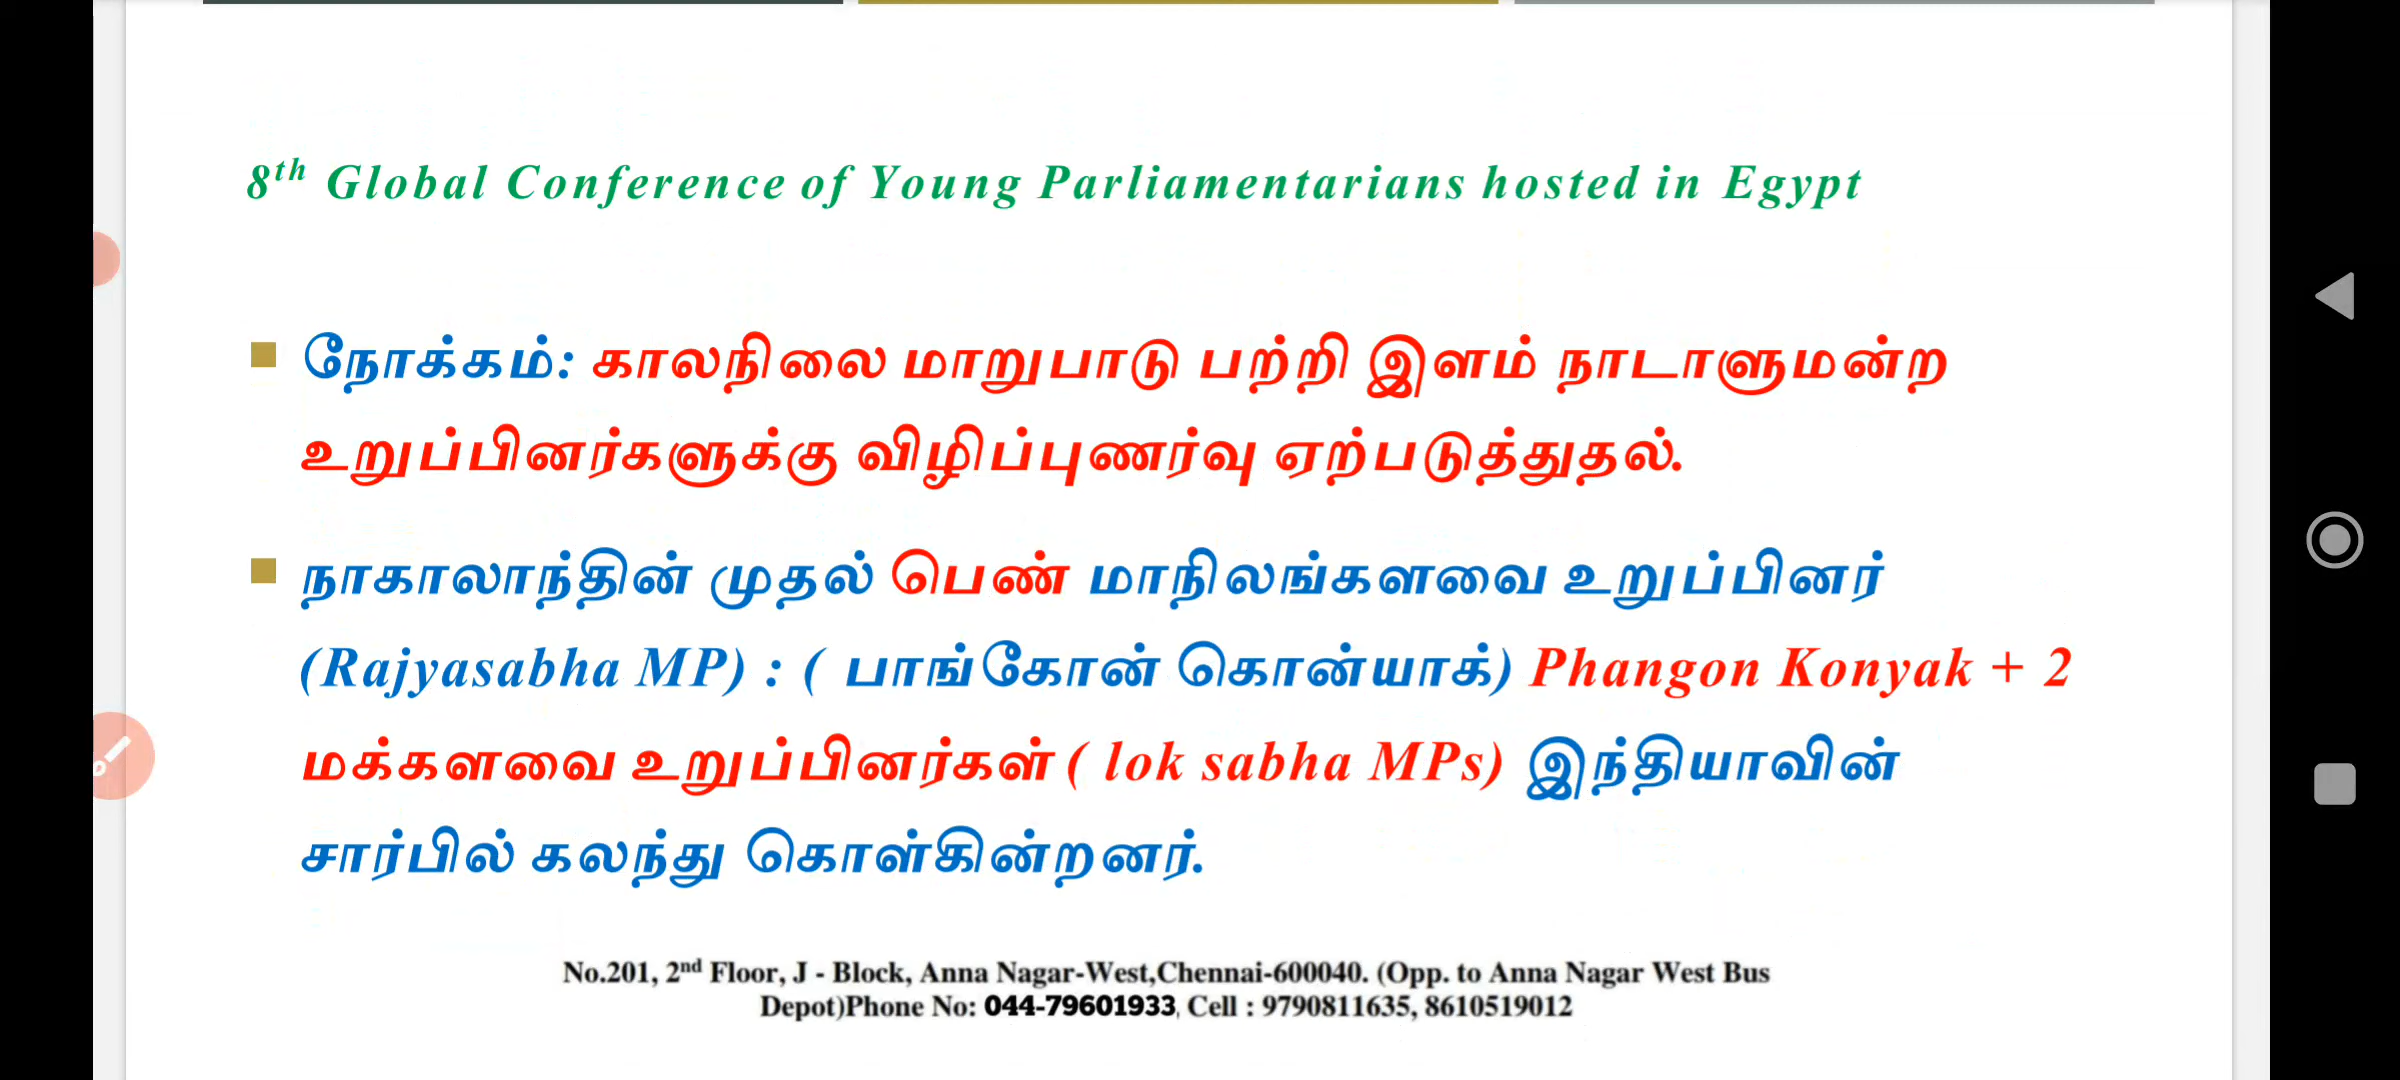 8th Global Conference of Young Parliamentarians hosted in Egypt
நோக்கம்: காலநிலை மாறுபாடு பற்றி இளம் நாடாளுமன்ற
உறுப்பினர்களுக்கு விழிப்புணர்வு ஏற்படுத்துதல்.
நாகாலாந்தின் முதல் பெண் மாநிலங்களவை உறுப்பினர்
(Rajyasabha MP) : ( பாங்கோன் கொன்யாக்) Phangon Konyak + 2
மக்களவை உறுப்பினர்கள் ( lok sabha MPs) இந்தியாவின்
சார்பில் கலந்து கொள்கின்றனர்.
No.201, 2nd Floor, J - Block, Anna Nagar-West,Chennai-600040. (Opp. to Anna Nagar West Bus
Depot)Phone No: 044-79601933, Cell : 9790811635, 8610519012